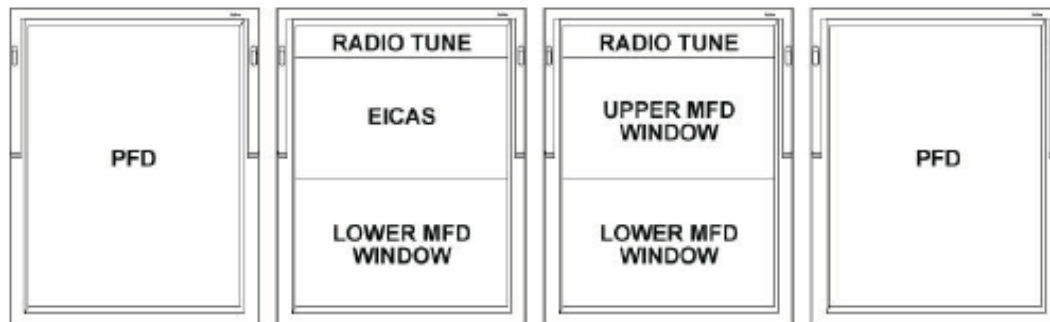 PFD
RADIO TUNE
EICAS
LOWER MFD
WINDOW
RADIO TUNE
UPPER MFD
WINDOW
LOWER MFD
WINDOW
PFD